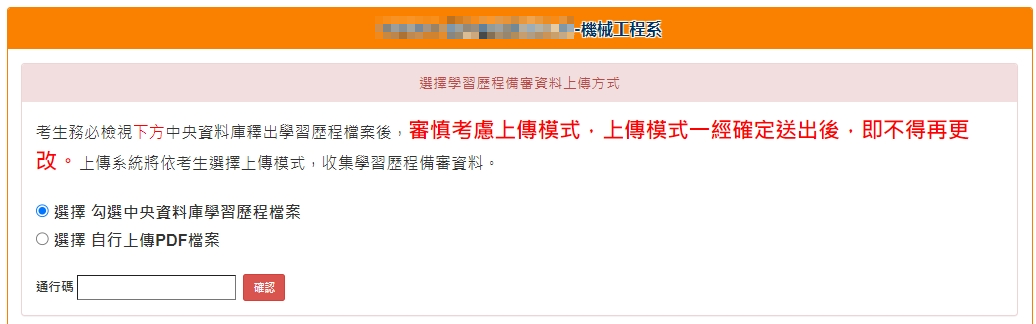 -機械工程系
選擇學習歷程備審資料上傳方式
考生務必檢視下方中央資料庫釋出學習歷程檔案後，審慎考慮上傳模式，上傳模式一經確定送出後，即不得再更
改。上傳系統將依考生選擇上傳模式，收集學習歷程備審資料。
選擇 勾選中央資料庫學習歷程檔案
選擇 自行上傳PDF檔案
通行碼 確認